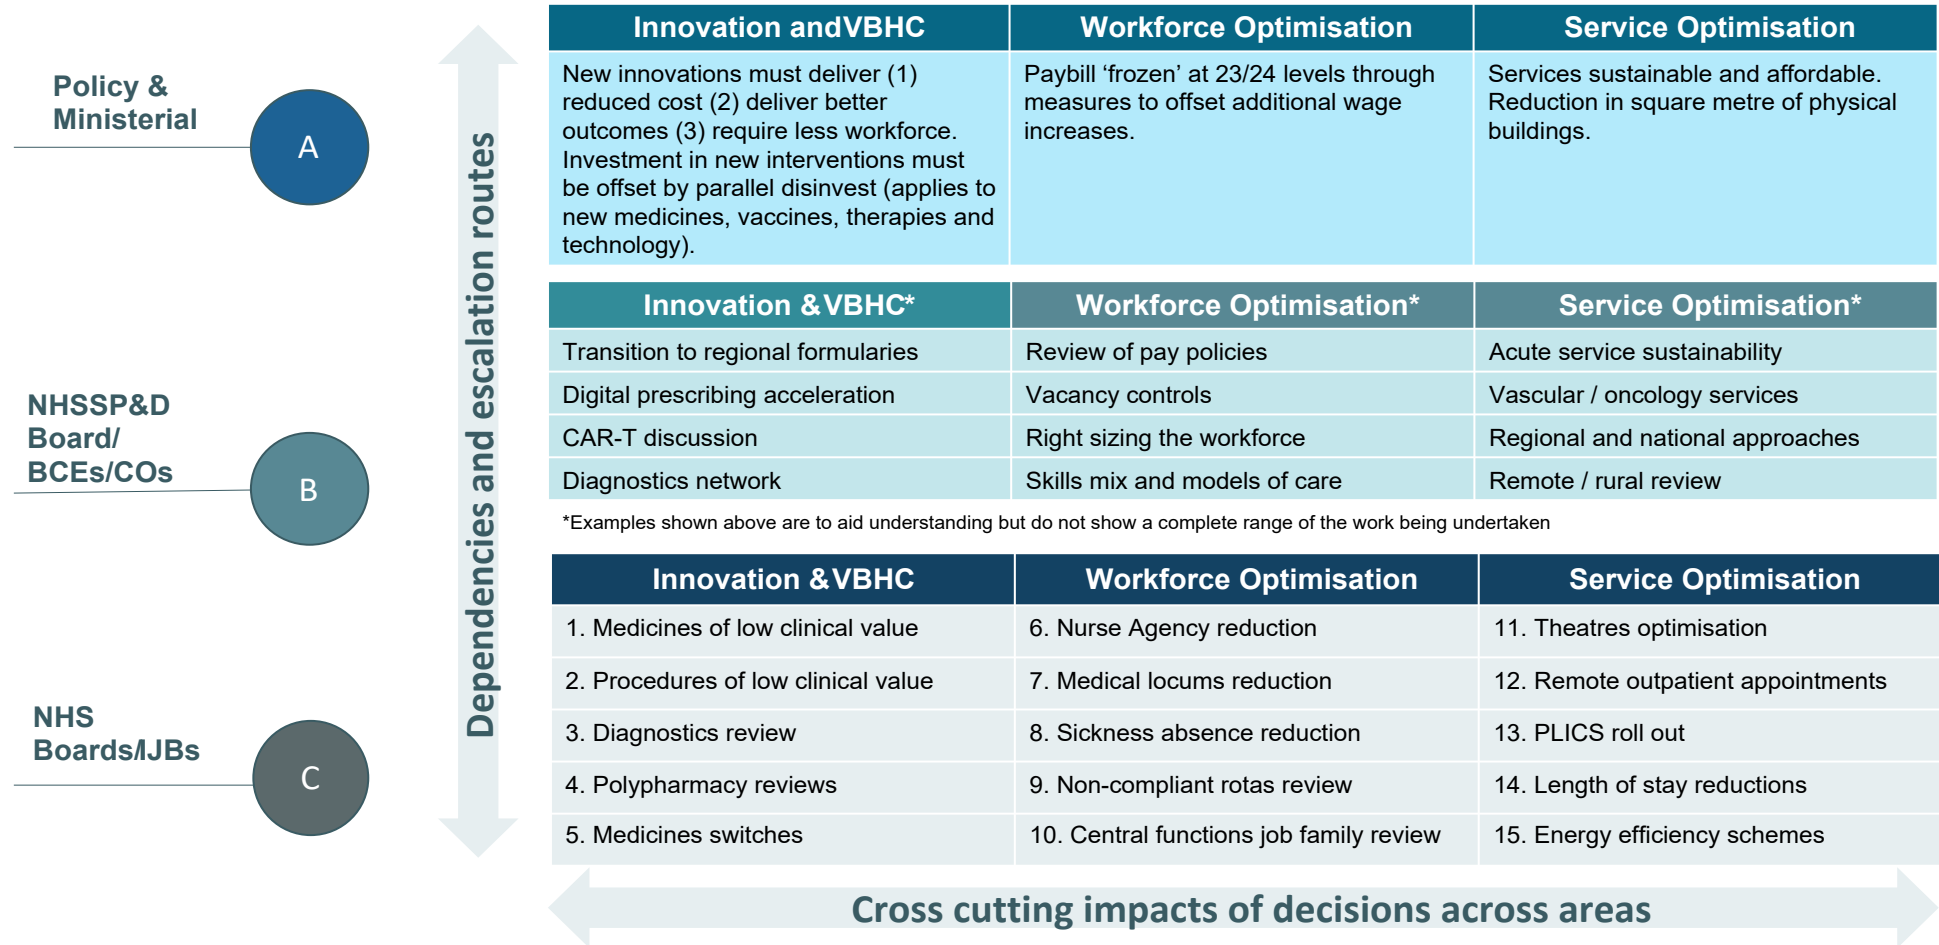 Policy &
Ministerial
A
Dependencies and escalation routes
Innovation andVBHC
Workforce Optimisation
Service Optimisation
New innovations must deliver (1)
reduced cost (2) deliver better
outcomes (3) require less workforce.
Investment in new interventions must
be offset by parallel disinvest (applies to
new medicines, vaccines, therapies and
technology).
Paybill ‘frozen’ at 23/24 levels through
measures to offset additional wage
increases.
Services sustainable and affordable.
Reduction in square metre of physical
buildings.
NHSSP&D
Board/
BCEs/COs
B
Innovation &VBHC*
Workforce Optimisation*
Service Optimisation*
Transition to regional formularies
Review of pay policies
Acute service sustainability
Digital prescribing acceleration
Vacancy controls
Vascular / oncology services
CAR-T discussion
Right sizing the workforce
Regional and national approaches
Diagnostics network
Skills mix and models of care
Remote / rural review
*Examples shown above are to aid understanding but do not show a complete range of the work being undertaken
NHS
Boards/IJBs
C
Innovation &VBHC
Workforce Optimisation
Service Optimisation
1. Medicines of low clinical value
6. Nurse Agency reduction
11. Theatres optimisation
2. Procedures of low clinical value
7. Medical locums reduction
12. Remote outpatient appointments
3. Diagnostics review
8. Sickness absence reduction
13. PLICS roll out
4. Polypharmacy reviews
9. Non-compliant rotas review
14. Length of stay reductions
5. Medicines switches
10. Central functions job family review
15. Energy efficiency schemes
Cross cutting impacts of decisions across areas